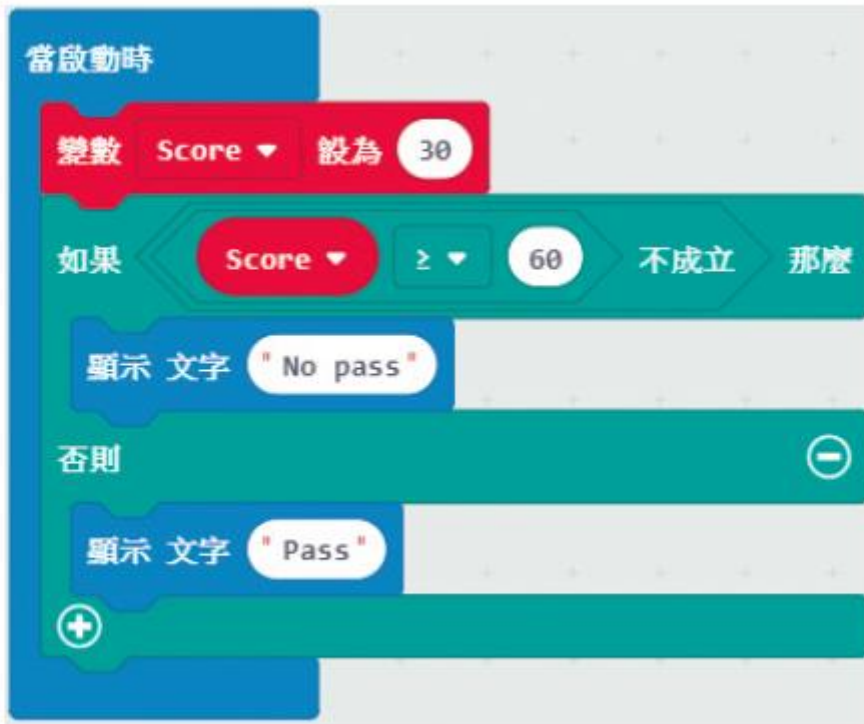 當啟動時
變數 Score 設為 30
如果 Score ≥ 60 不成立 那麼
顯示 文字 "No pass"
否則
顯示 文字 "Pass"